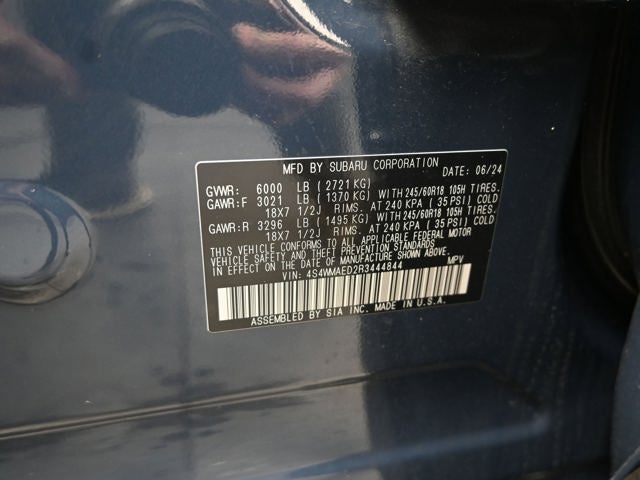 MFD BY SUBARU CORPORATION DATE: 06/24
GVWR: 6000 LB (2721 KG)
GAWR:F 3021 LB (1370 KG) WITH 245/60R18 105H TIRES.
18X7 1/2J RIMS. AT 240 KPA (35 PSI) COLD
GAWR:R 3296 LB (1495 KG) WITH 245/60R18 105H TIRES.
18X7 1/2J RIMS. AT 240 KPA (35 PSI) COLD
THIS VEHICLE CONFORMS TO ALL APPLICABLE FEDERAL MOTOR
VEHICLE SAFETY AND THEFT PREVENTION STANDARDS
IN EFFECT ON THE DATE OF MANUFACTURE SHOWN ABOVE.
VIN: 4S4WMAED2R3444844 MPV
ASSEMBLED BY SIA INC. MADE IN U.S.A.